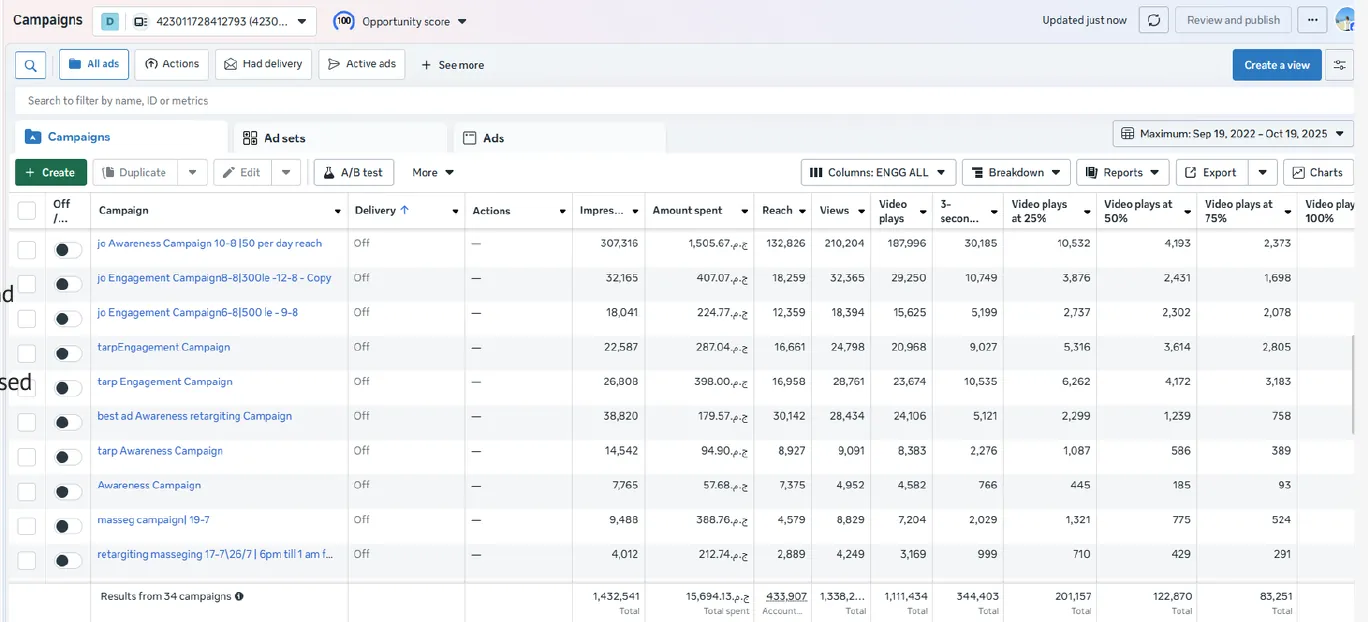 Campaigns D 423011728412793 (4230... 100 Opportunity score Updated just now Review and publish ...
All ads Actions Had delivery Active ads + See more Create a view
Search to filter by name, ID or metrics
Campaigns Ad sets Ads Maximum: Sep 19, 2022 – Oct 19, 2025
+ Create Duplicate Edit A/B test More Columns: ENGG ALL Breakdown Reports Export Charts
Off /... Campaign Delivery ↑ Actions Impres... Amount spent Reach Views Video plays 3-secon... Video plays at 25% Video plays at 50% Video plays at 75% Video play 100%
jo Awareness Campaign 10-8 |50 per day reach Off — 307,316 1,505.67ج.م. 132,826 210,204 187,996 30,185 10,532 4,193 2,373
jo Engagement Campaign8-8|300le -12-8 - Copy Off — 32,165 407.07ج.م. 18,259 32,365 29,250 10,749 3,876 2,431 1,698
jo Engagement Campaign6-8|500 le - 9-8 Off — 18,041 224.77ج.م. 12,359 18,394 15,625 5,199 2,737 2,302 2,078
tarpEngagement Campaign Off — 22,587 287.04ج.م. 16,661 24,798 20,968 9,027 5,316 3,614 2,805
sed
tarp Engagement Campaign Off — 26,808 398.00ج.م. 16,958 28,761 23,674 10,535 6,262 4,172 3,183
best ad Awareness retargiting Campaign Off — 38,820 179.57ج.م. 30,142 28,434 24,106 5,121 2,299 1,239 758
tarp Awareness Campaign Off — 14,542 94.90ج.م. 8,927 9,091 8,383 2,276 1,087 586 389
Awareness Campaign Off — 7,765 57.68ج.م. 7,375 4,952 4,582 766 445 185 93
masseg campaign| 19-7 Off — 9,488 388.76ج.م. 4,579 8,829 7,204 2,029 1,321 775 524
retargiting masseging 17-7\26/7 | 6pm till 1 am f... Off — 4,012 212.74ج.م. 2,889 4,249 3,169 999 710 429 291
Results from 34 campaigns 1,432,541 15,694.13ج.م. 433,907 1,338,2... 1,111,434 344,403 201,157 122,870 83,251
Total Total spent Account... Total Total Total Total Total Total